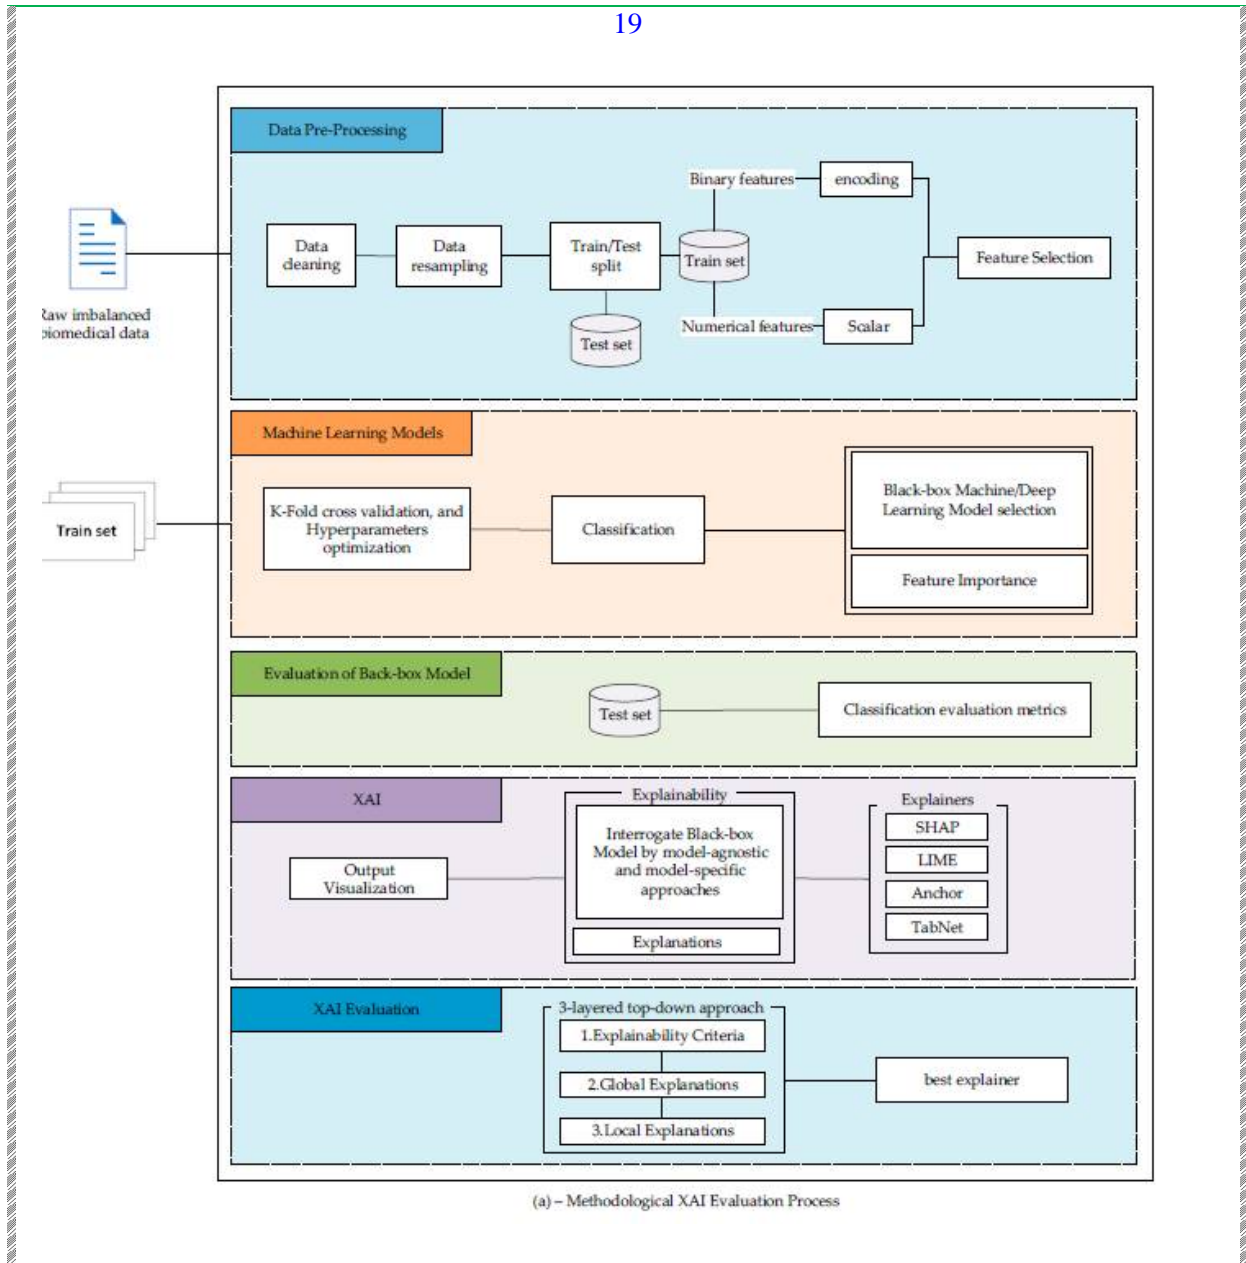 19
Data Pre-Processing
Binary features
encoding
Data
cleaning
Data
resampling
Train/Test
split
Train set
Feature Selection
Numerical features
Scalar
Test set
Raw imbalanced
biomedical data
Machine Learning Models
Train set
K-Fold cross validation, and
Hyperparameters
optimization
Classification
Black-box Machine/Deep
Learning Model selection
Feature Importance
Evaluation of Back-box Model
Test set
Classification evaluation metrics
XAI
Output
Visualization
Explainability
Interrogate Black-box
Model by model-agnostic
and model-specific
approaches
Explanations
Explainers
SHAP
LIME
Anchor
TabNet
XAI Evaluation
3-layered top-down approach
1.Explainability Criteria
2.Global Explanations
3.Local Explanations
best explainer
(a) – Methodological XAI Evaluation Process